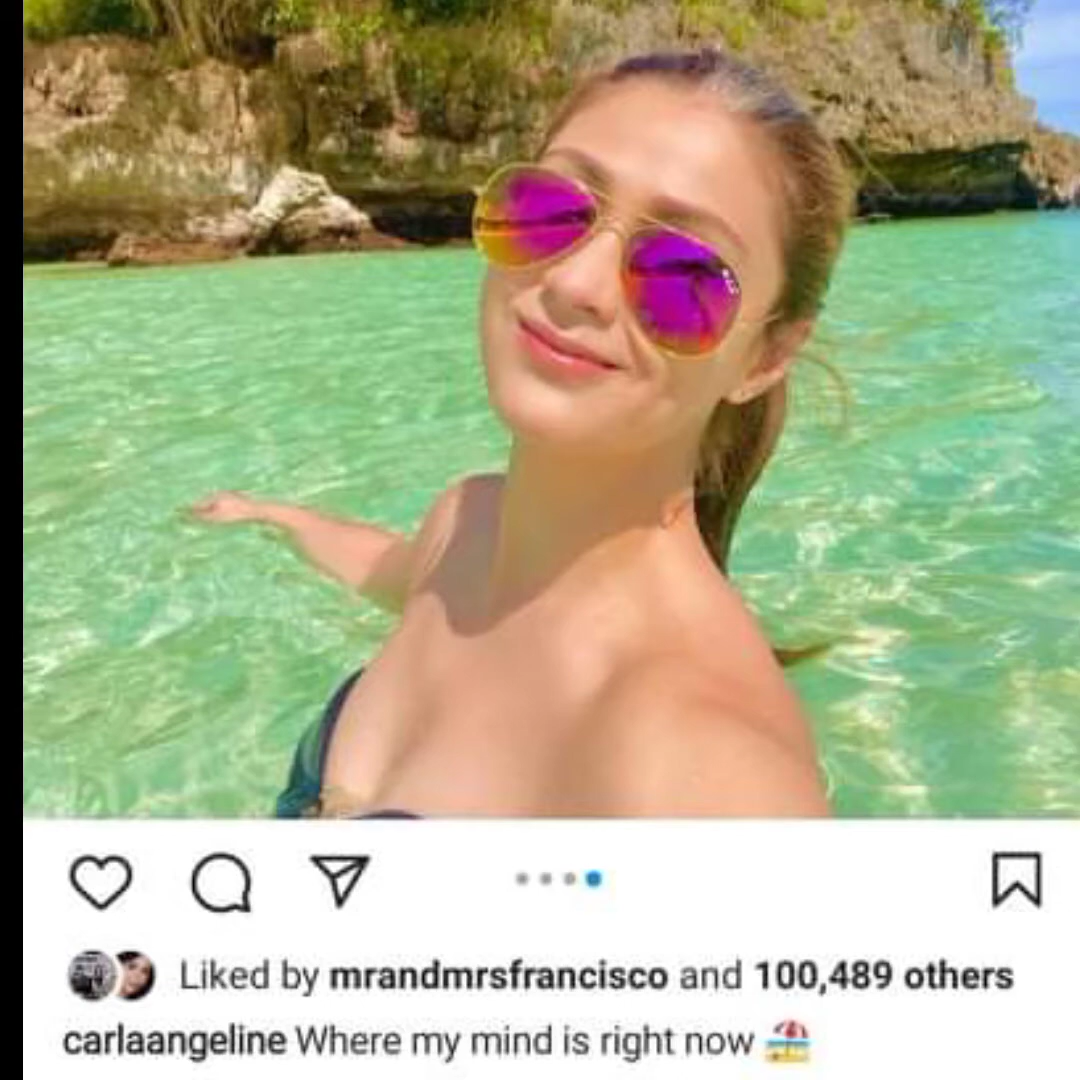 Liked by mrandmrsfrancisco and 100,489 others
carlaangeline Where my mind is right now 🏖️